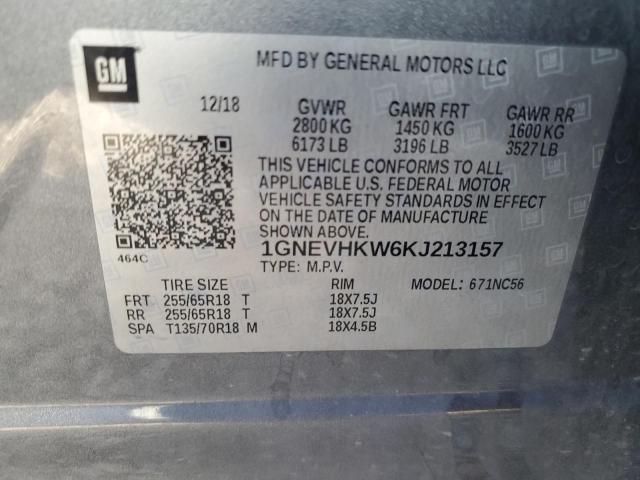 GM
MFD BY GENERAL MOTORS LLC
12/18 GVWR GAWR FRT GAWR RR
2800 KG 1450 KG 1600 KG
6173 LB 3196 LB 3527 LB
THIS VEHICLE CONFORMS TO ALL
APPLICABLE U.S. FEDERAL MOTOR
VEHICLE SAFETY STANDARDS IN EFFECT
ON THE DATE OF MANUFACTURE
SHOWN ABOVE.
464C
1GNEVHKW6KJ213157
TYPE: M.P.V. MODEL: 671NC56
TIRE SIZE RIM
FRT 255/65R18 T 18X7.5J
RR 255/65R18 T 18X7.5J
SPA T135/70R18 M 18X4.5B